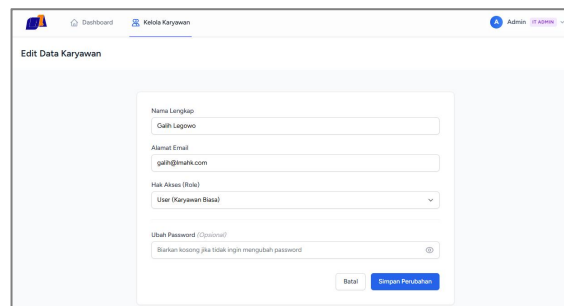 Dashboard
Kelola Karyawan
A
Admin
IT ADMIN
Edit Data Karyawan
Nama Lengkap
Galih Legowo
Alamat Email
galih@lmahk.com
Hak Akses (Role)
User (Karyawan Biasa)
Ubah Password (Opsional)
Biarkan kosong jika tidak ingin mengubah password
Batal
Simpan Perubahan